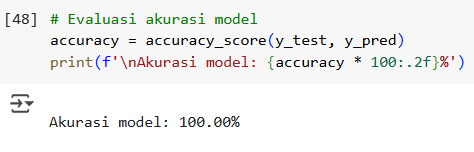 [48] # Evaluasi akurasi model
accuracy = accuracy_score(y_test, y_pred)
print(f'\nAkurasi model: {accuracy * 100:.2f}%')
Akurasi model: 100.00%